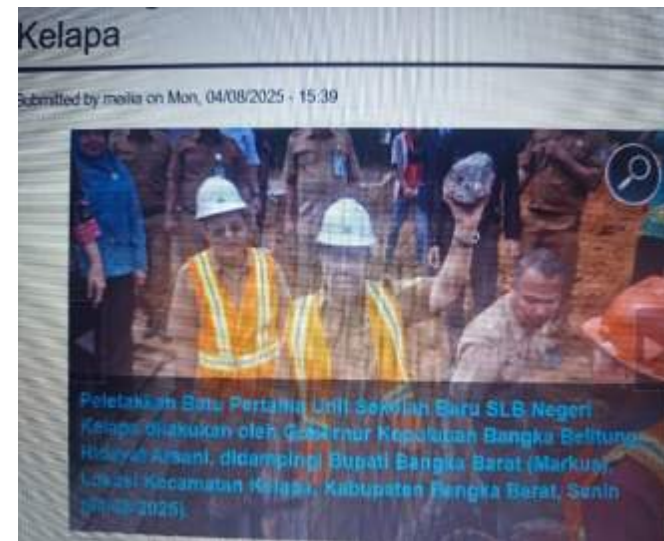 Kelapa
Submitted by meilia on Mon, 04/08/2025 - 15:39
Peletakkan Batu Pertama Unit Sekolah Baru SLB Negeri
Kelapa dilakukan oleh Gubernur Kepulauan Bangka Belitung
Hidayat Arsani, didampingi Bupati Bangka Barat (Markus).
Lokasi Kecamatan Kelapa, Kabupaten Bangka Barat, Senin
(04/08/2025).